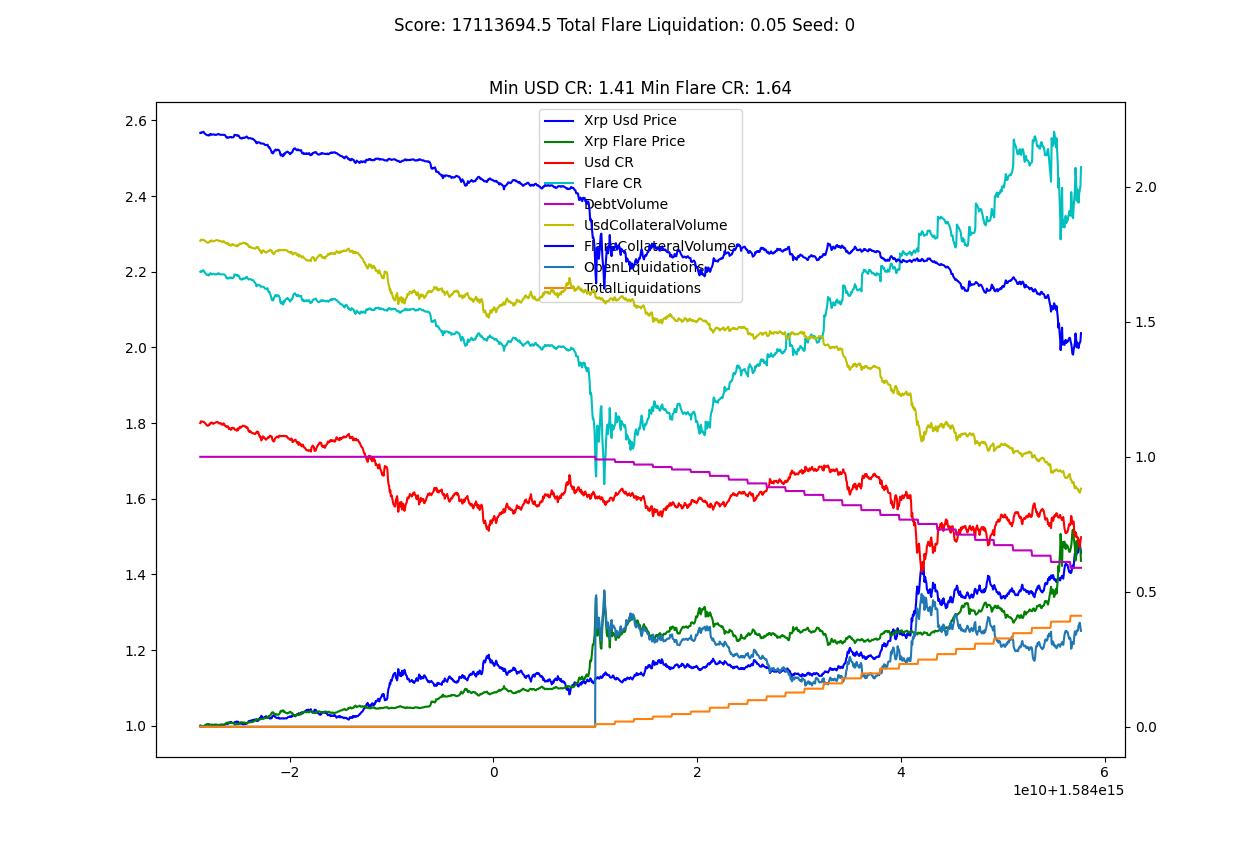 Score: 17113694.5 Total Flare Liquidation: 0.05 Seed: 0
Min USD CR: 1.41 Min Flare CR: 1.64
Xrp Usd Price
Xrp Flare Price
Usd CR
Flare CR
DebtVolume
UsdCollateralVolume
FlareCollateralVolume
OpenLiquidations
TotalLiquidations
2.6
2.4
2.2
2.0
1.8
1.6
1.4
1.2
1.0
2.0
1.5
1.0
0.5
0.0
−2 0 2 4 6
1e10+1.584e15